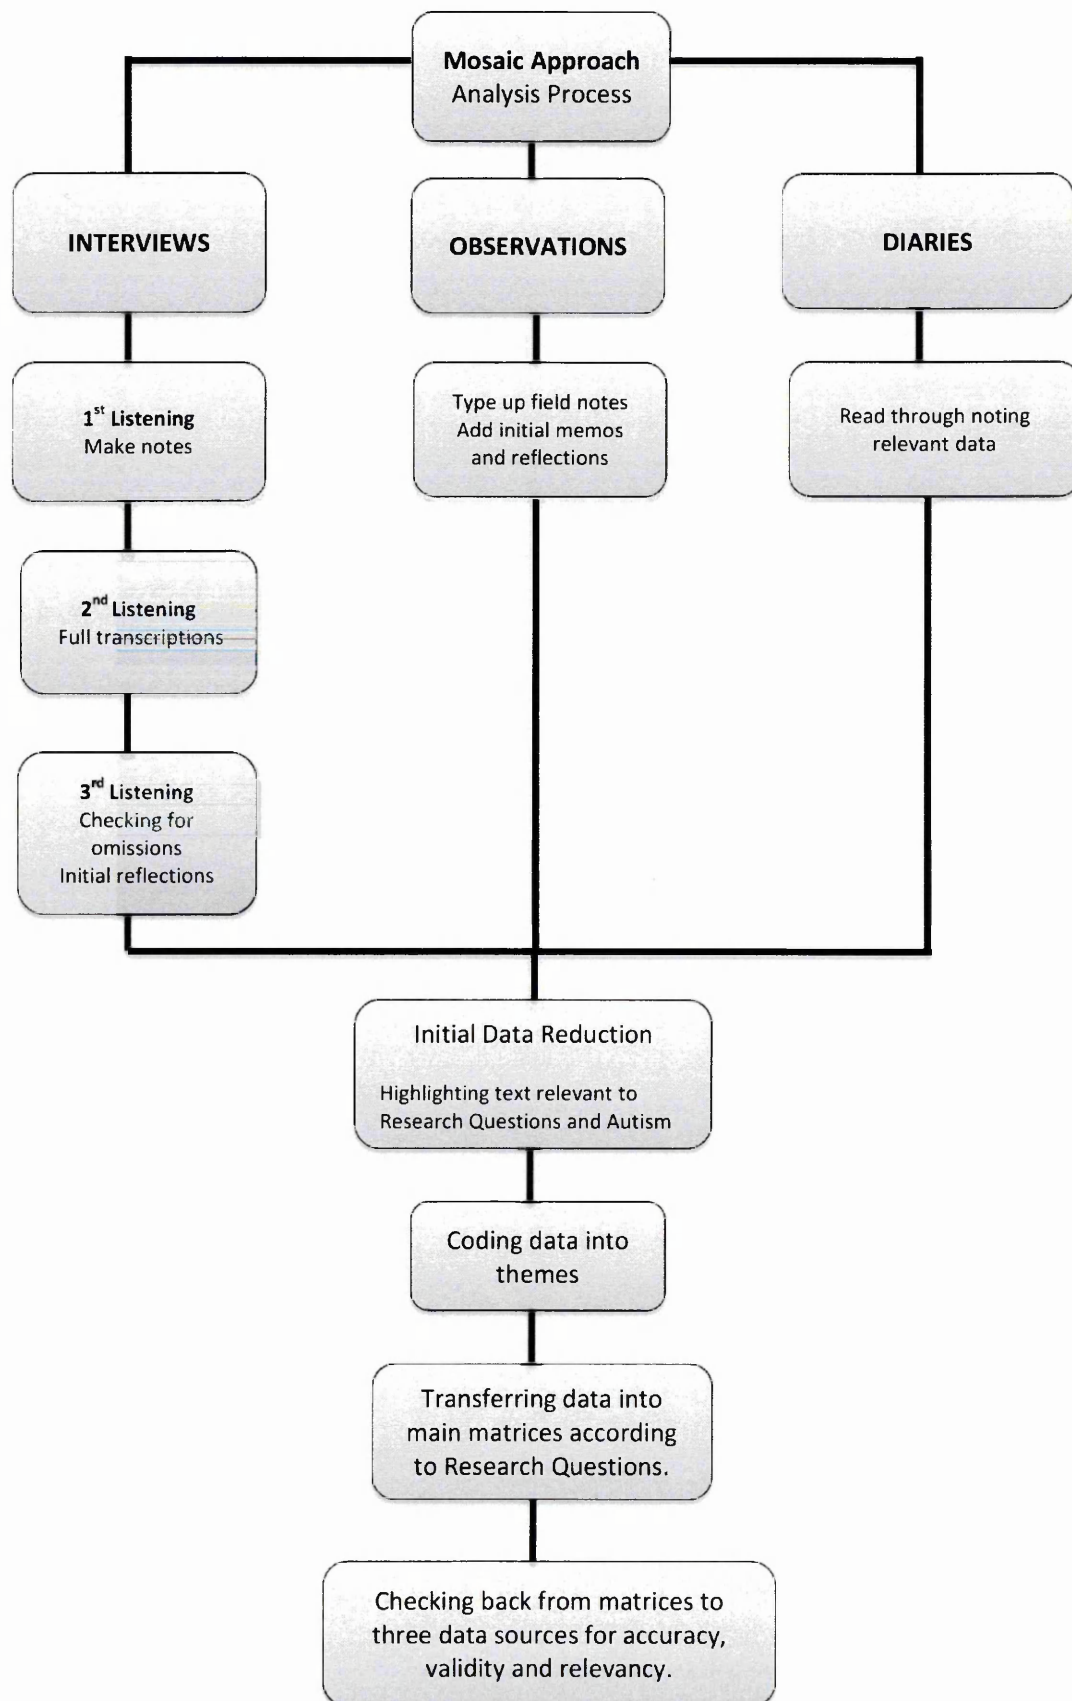 Mosaic Approach
Analysis Process
INTERVIEWS
OBSERVATIONS
DIARIES
1st Listening
Make notes
Type up field notes
Add initial memos
and reflections
Read through noting
relevant data
2nd Listening
Full transcriptions
3rd Listening
Checking for
omissions
Initial reflections
Initial Data Reduction
Highlighting text relevant to
Research Questions and Autism
Coding data into
themes
Transferring data into
main matrices according
to Research Questions.
Checking back from matrices to
three data sources for accuracy,
validity and relevancy.